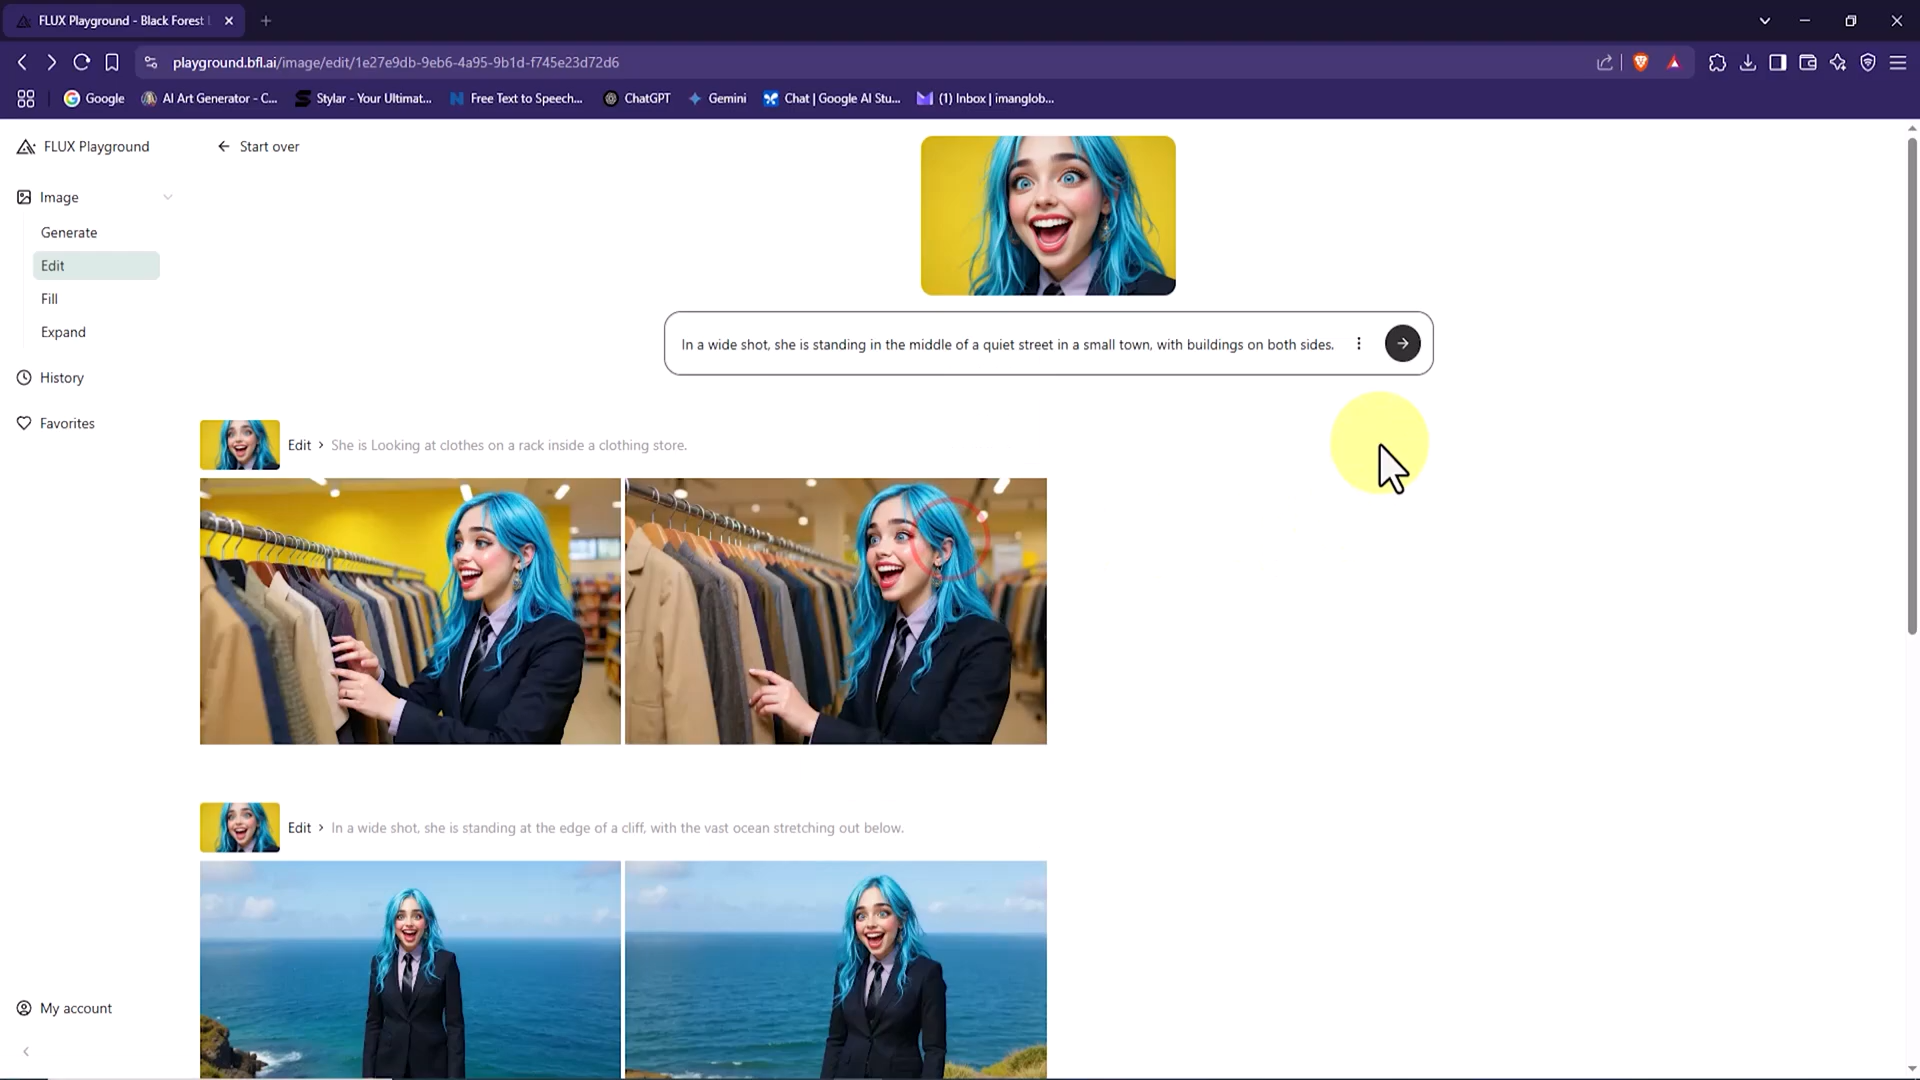 FLUX Playground - Black Forest
playground.bfl.ai/image/edit/1e27e9db-9eb6-4a95-9b1d-f745e23d72d6
Google
AI Art Generator - C...
Stylar - Your Ultimat...
Free Text to Speech...
ChatGPT
Gemini
Chat | Google AI Stu...
(1) Inbox | imanglob...
FLUX Playground
Start over
Image
Generate
Edit
Fill
Expand
History
Favorites
In a wide shot, she is standing in the middle of a quiet street in a small town, with buildings on both sides.
Edit > She is Looking at clothes on a rack inside a clothing store.
Edit > In a wide shot, she is standing at the edge of a cliff, with the vast ocean stretching out below.
My account